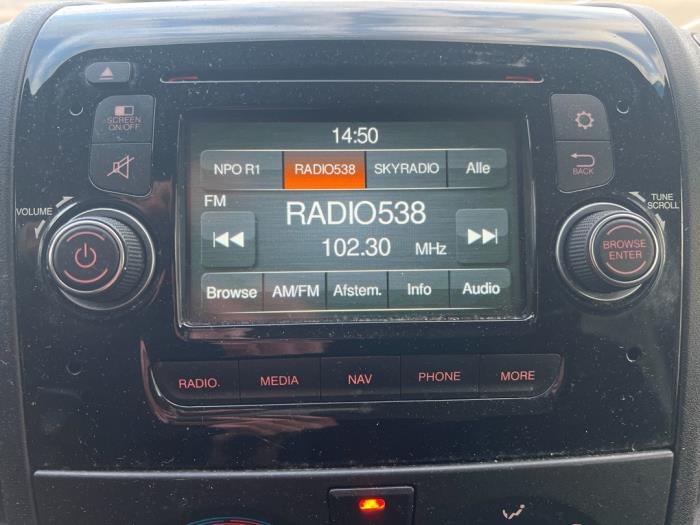 SCREEN
ON/OFF
14:50
NPO R1 RADIO538 SKYRADIO Alle
BACK
FM
VOLUME
RADIO538
TUNE
SCROLL
102.30 MHz
BROWSE
ENTER
Browse AM/FM Afstem. Info Audio
RADIO. MEDIA NAV PHONE MORE